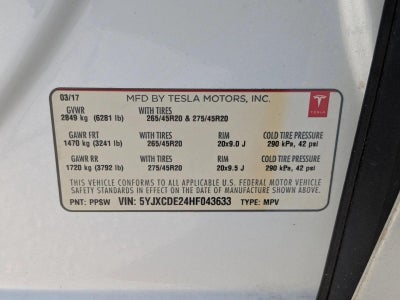 03/17 MFD BY TESLA MOTORS, INC.
GVWR WITH TIRES
2849 kg (6281 lb) 265/45R20 & 275/45R20
TESLA
GAWR FRT WITH TIRES RIM COLD TIRE PRESSURE
1470 kg (3241 lb) 265/45R20 20x9.0 J 290 kPa, 42 psi
GAWR RR WITH TIRES RIM COLD TIRE PRESSURE
1720 kg (3792 lb) 275/45R20 20x9.5 J 290 kPa, 42 psi
THIS VEHICLE CONFORMS TO ALL APPLICABLE U.S. FEDERAL MOTOR VEHICLE
SAFETY STANDARDS IN EFFECT ON THE DATE OF MANUFACTURE SHOWN ABOVE.
PNT: PPSW VIN: 5YJXCDE24HF043633 TYPE: MPV